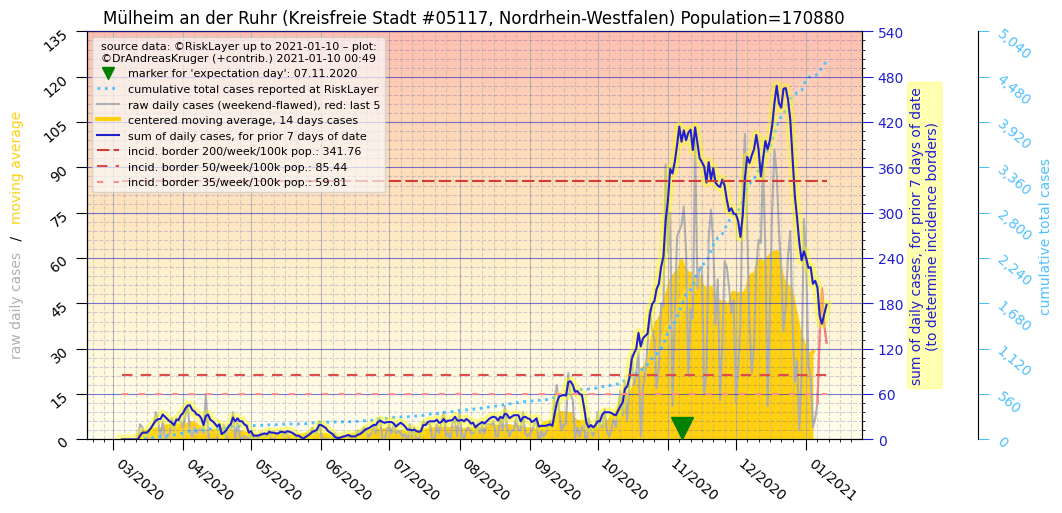 Mülheim an der Ruhr (Kreisfreie Stadt #05117, Nordrhein-Westfalen) Population=170880
source data: ©RiskLayer up to 2021-01-10 – plot:
©DrAndreasKruger (+contrib.) 2021-01-10 00:49
marker for 'expectation day': 07.11.2020
cumulative total cases reported at RiskLayer
raw daily cases (weekend-flawed), red: last 5
centered moving average, 14 days cases
sum of daily cases, for prior 7 days of date
incid. border 200/week/100k pop.: 341.76
incid. border 50/week/100k pop.: 85.44
incid. border 35/week/100k pop.: 59.81
raw daily cases / moving average
135
120
105
90
75
60
45
30
15
0
03/2020
04/2020
05/2020
06/2020
07/2020
08/2020
09/2020
10/2020
11/2020
12/2020
01/2021
540
480
420
360
300
240
180
120
60
0
sum of daily cases, for prior 7 days of date
(to determine incidence borders)
5,040
4,480
3,920
3,360
2,800
2,240
1,680
1,120
560
0
cumulative total cases